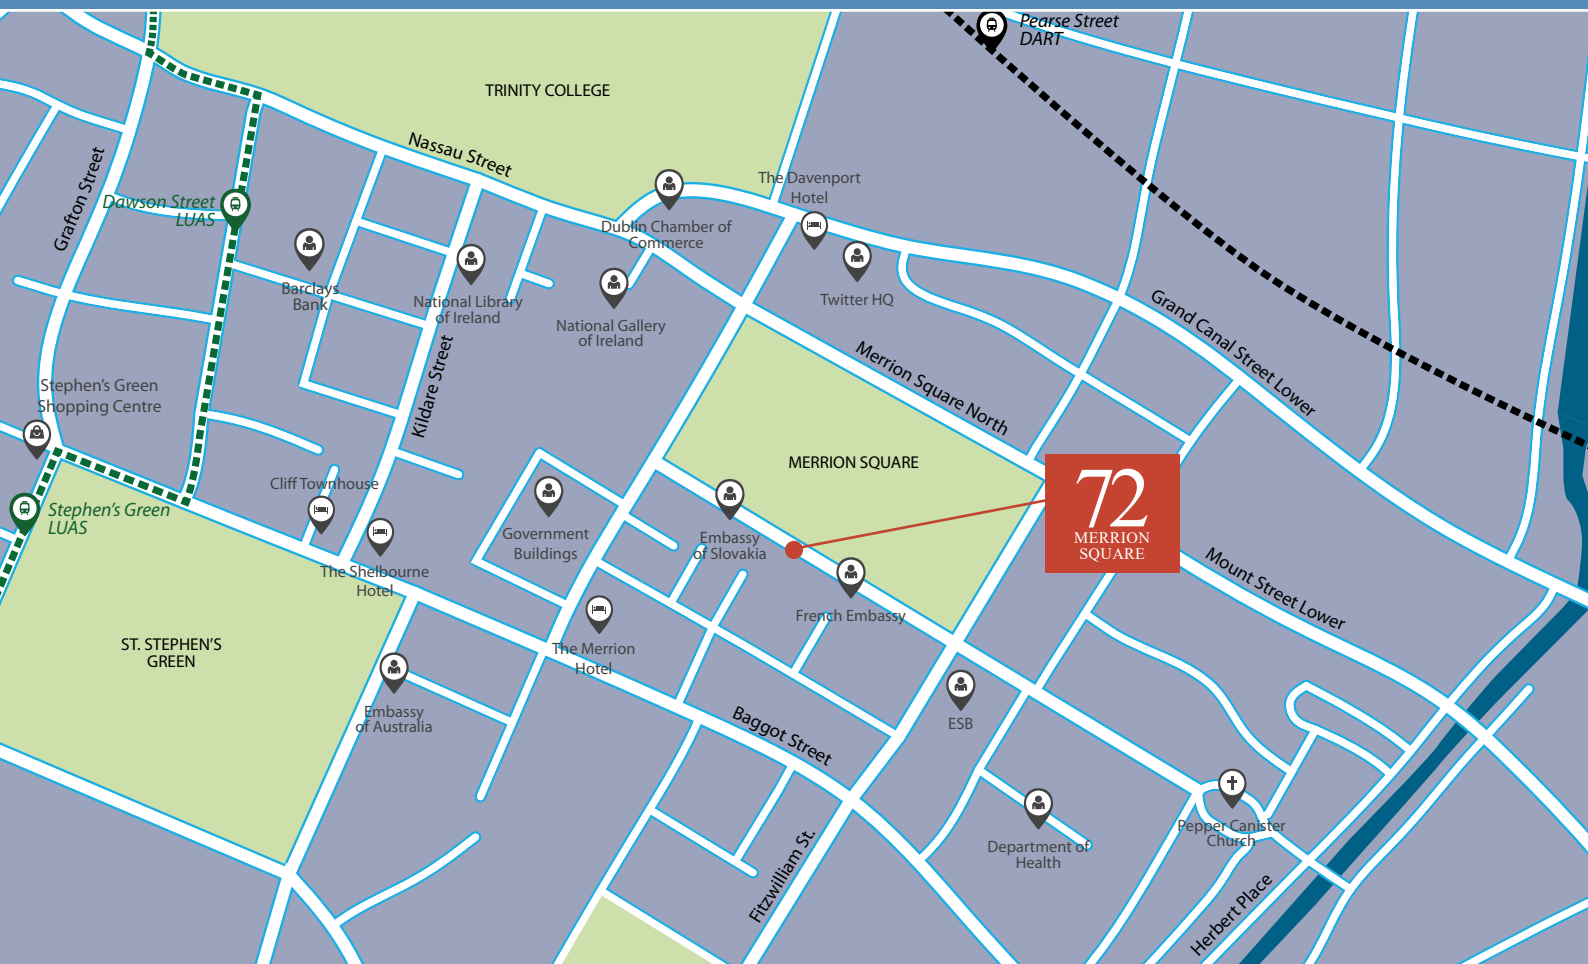 Pearse Street
DART
TRINITY COLLEGE
Nassau Street
Grafton Street
Dawson Street
LUAS
The Davenport
Hotel
Dublin Chamber of
Commerce
Barclays
Bank
National Library
of Ireland
National Gallery
of Ireland
Twitter HQ
Grand Canal Street Lower
Merrion Square North
Kildare Street
Stephen's Green
Shopping Centre
MERRION SQUARE
72
MERRION
SQUARE
Cliff Townhouse
Stephen's Green
LUAS
Government
Buildings
Embassy
of Slovakia
The Shelbourne
Hotel
French Embassy
Mount Street Lower
ST. STEPHEN'S
GREEN
The Merrion
Hotel
Embassy
of Australia
ESB
Baggot Street
Fitzwilliam St.
Department of
Health
Pepper Canister
Church
Herbert Place